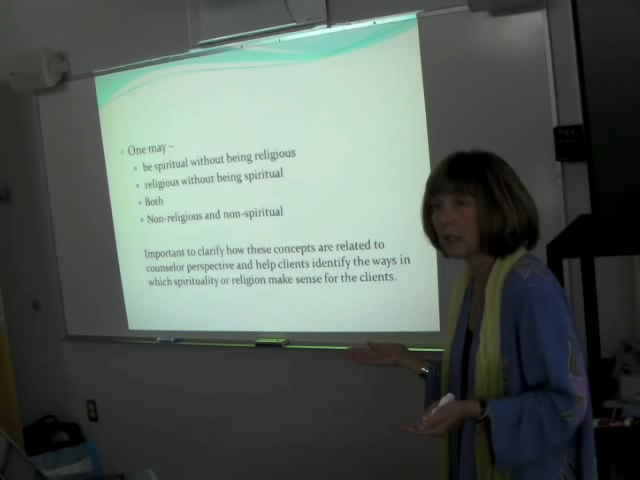 One may –
be spiritual without being religious
religious without being spiritual
Both
Non-religious and non-spiritual
Important to clarify how these concepts are related to
counselor perspective and help clients identify the ways in
which spirituality or religion make sense for the clients.